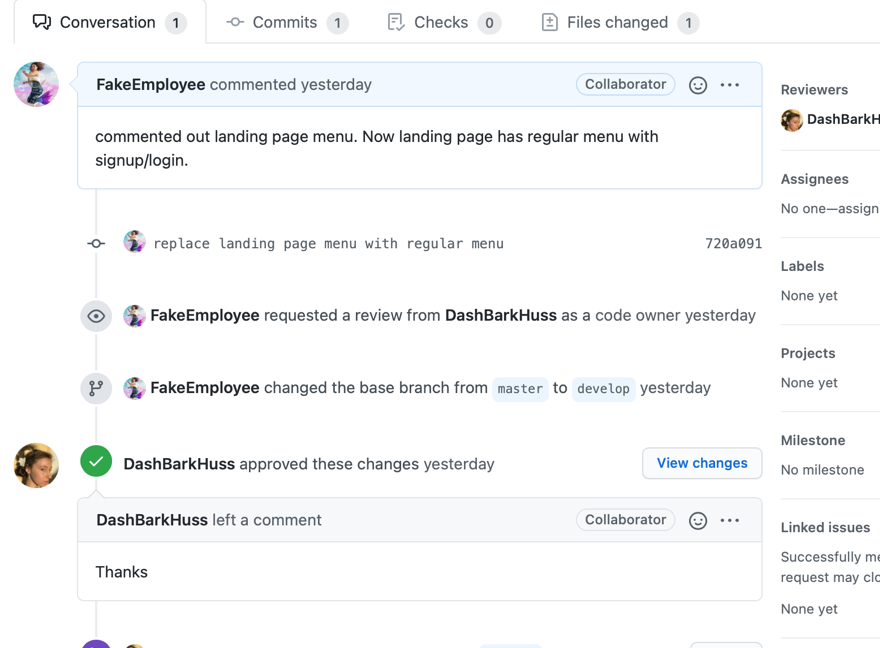 Conversation 1 Commits 1 Checks 0 Files changed 1
FakeEmployee commented yesterday Collaborator
commented out landing page menu. Now landing page has regular menu with
signup/login.
replace landing page menu with regular menu 720a091
FakeEmployee requested a review from DashBarkHuss as a code owner yesterday
FakeEmployee changed the base branch from master to develop yesterday
DashBarkHuss approved these changes yesterday View changes
DashBarkHuss left a comment Collaborator
Thanks
Reviewers
DashBarkH
Assignees
No one—assign
Labels
None yet
Projects
None yet
Milestone
No milestone
Linked issues
Successfully me
request may clo
None yet